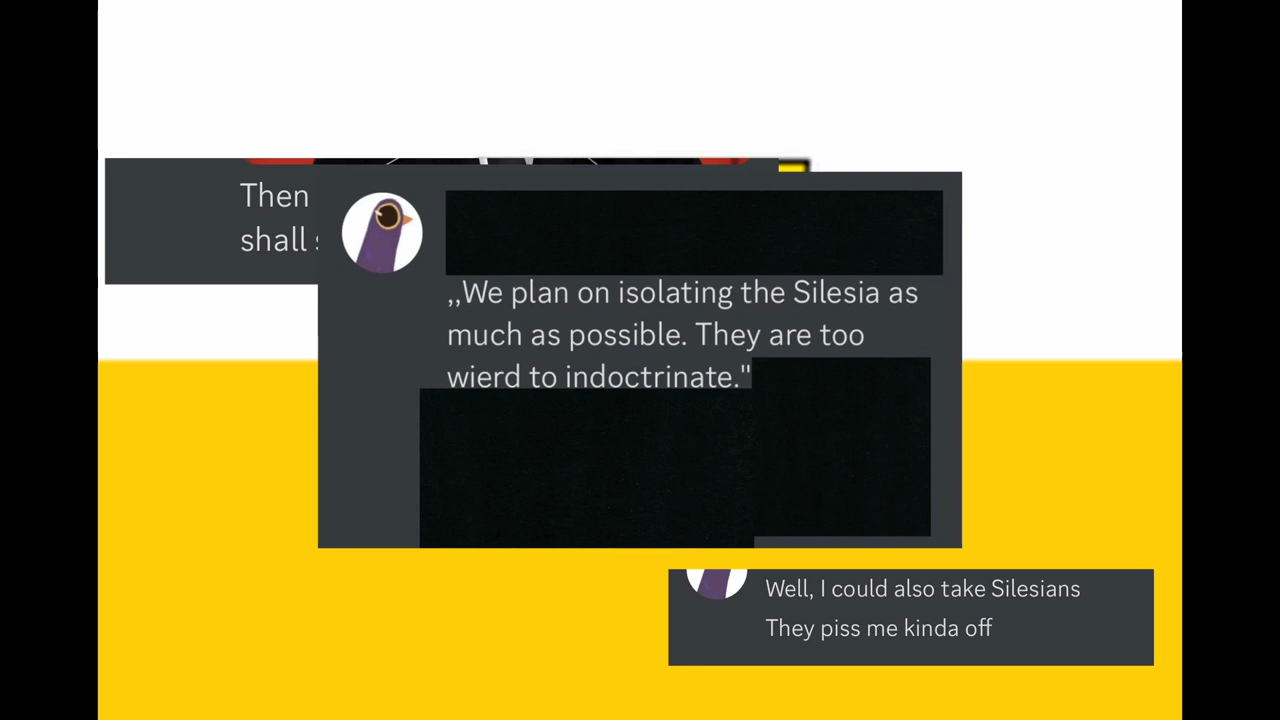 Then
shall
,,We plan on isolating the Silesia as
much as possible. They are too
wierd to indoctrinate."
Well, I could also take Silesians
They piss me kinda off